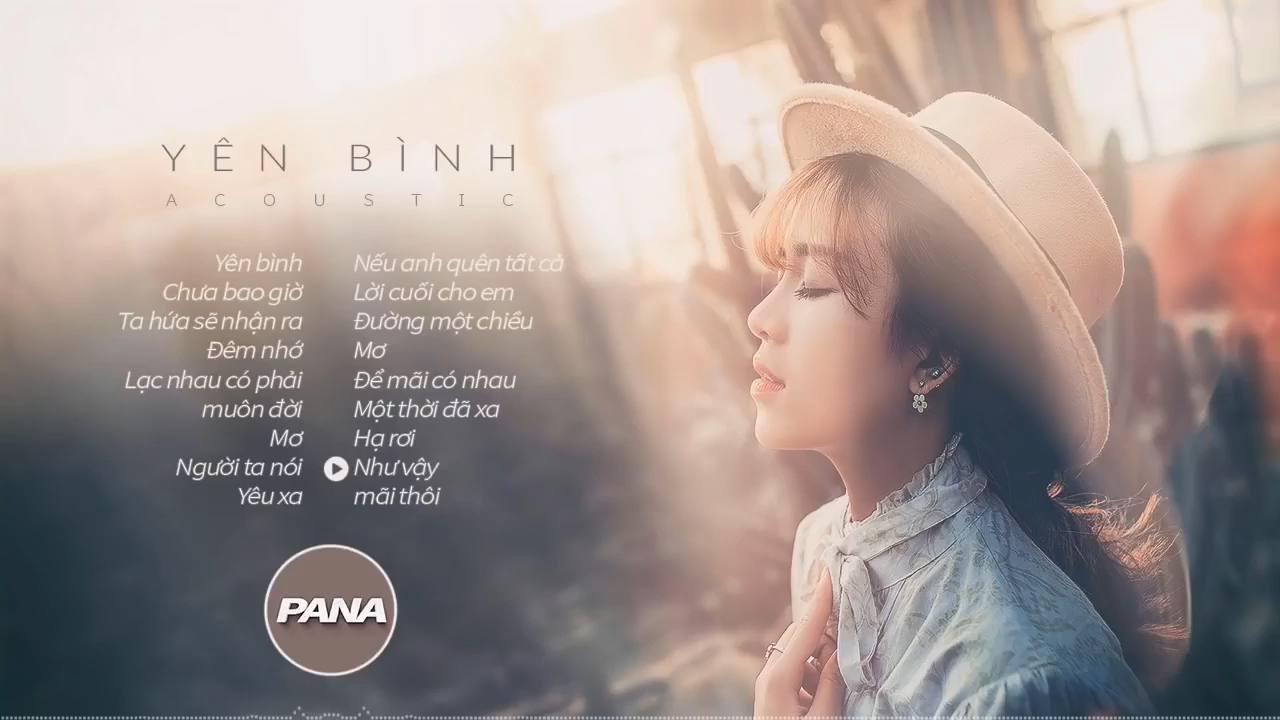 YÊN BÌNH
ACOUSTIC
Yên bình
Chưa bao giờ
Ta hứa sẽ nhận ra
Đêm nhớ
Lạc nhau có phải
muôn đời
Mơ
Người ta nói
Yêu xa
Nếu anh quên tất cả
Lời cuối cho em
Đường một chiều
Mơ
Để mãi có nhau
Một thời đã xa
Hạ rơi
Như vậy
mãi thôi
PANA